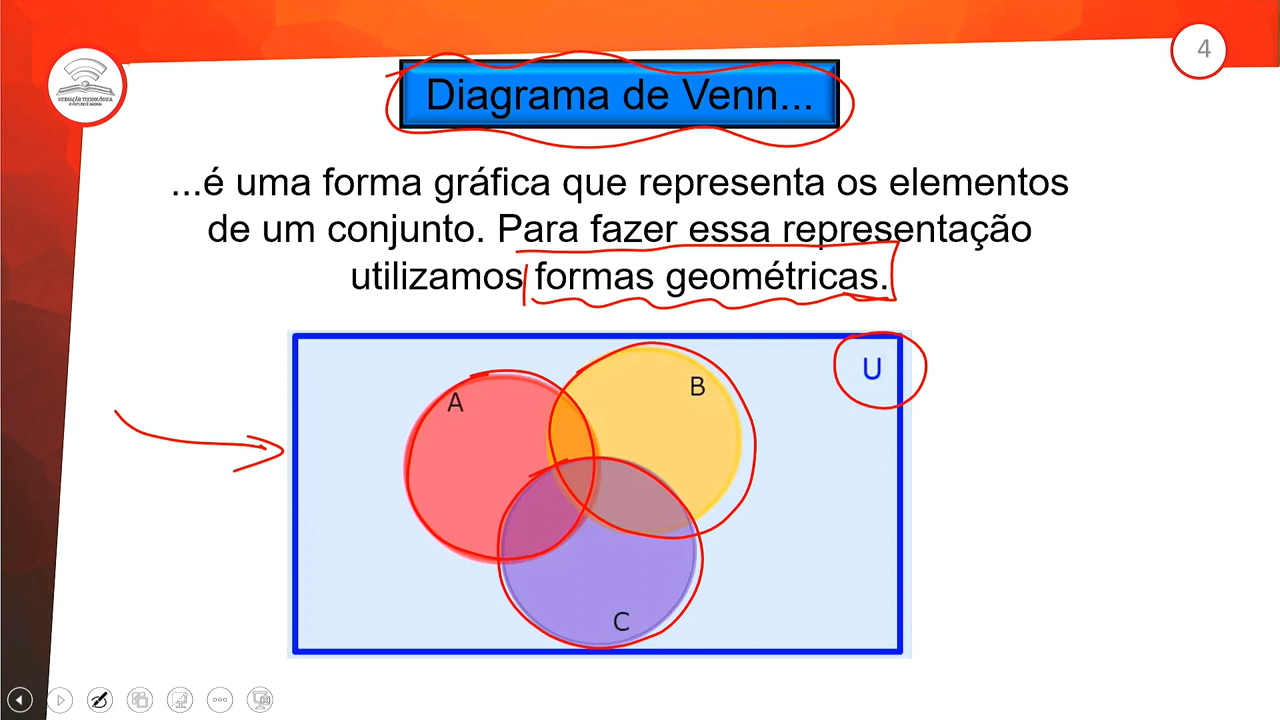 4
Diagrama de Venn...
...é uma forma gráfica que representa os elementos
de um conjunto. Para fazer essa representação
utilizamos formas geométricas.
U
B
A
C